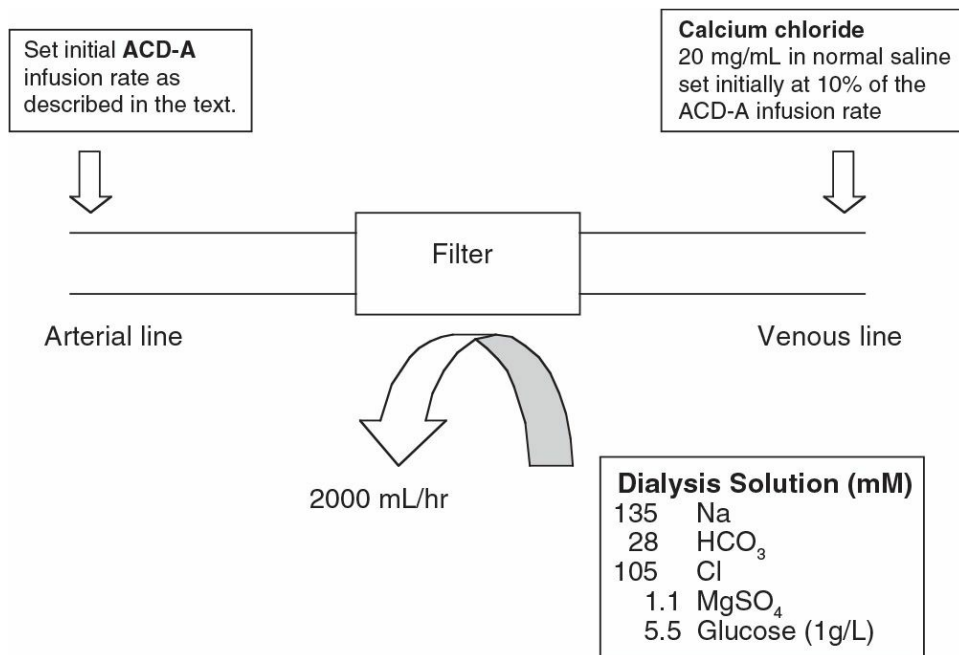 Set initial ACD-A
infusion rate as
described in the text.
Calcium chloride
20 mg/mL in normal saline
set initially at 10% of the
ACD-A infusion rate
Filter
Arterial line
Venous line
2000 mL/hr
Dialysis Solution (mM)
135 Na
28 HCO₃
105 Cl
1.1 MgSO₄
5.5 Glucose (1g/L)